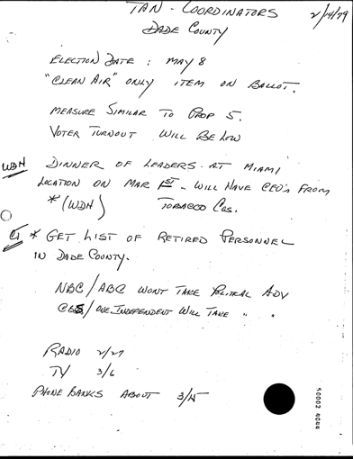 TAN - COORDINATORS 2/14/79
DADE COUNTY
ELECTION DATE : MAY 8
"CLEAN AIR" ONLY ITEM ON BALLOT.
MEASURE SIMILAR TO PROP 5.
VOTER TURNOUT WILL BE LOW
WDH DINNER OF LEADERS AT MIAMI
LOCATION ON MAR - WILL HAVE CEO'S FROM
* (WDH) TOBACCO COS.
* GET LIST OF RETIRED PERSONNEL
IN DADE COUNTY.
NBC/ABC WONT TAKE POLITICAL ADV
CBS/ONE INDEPENDENT WILL TAKE " "
RADIO 2/27
TV 3/6
PHONE BANKS ABOUT 3/15
50002 4044